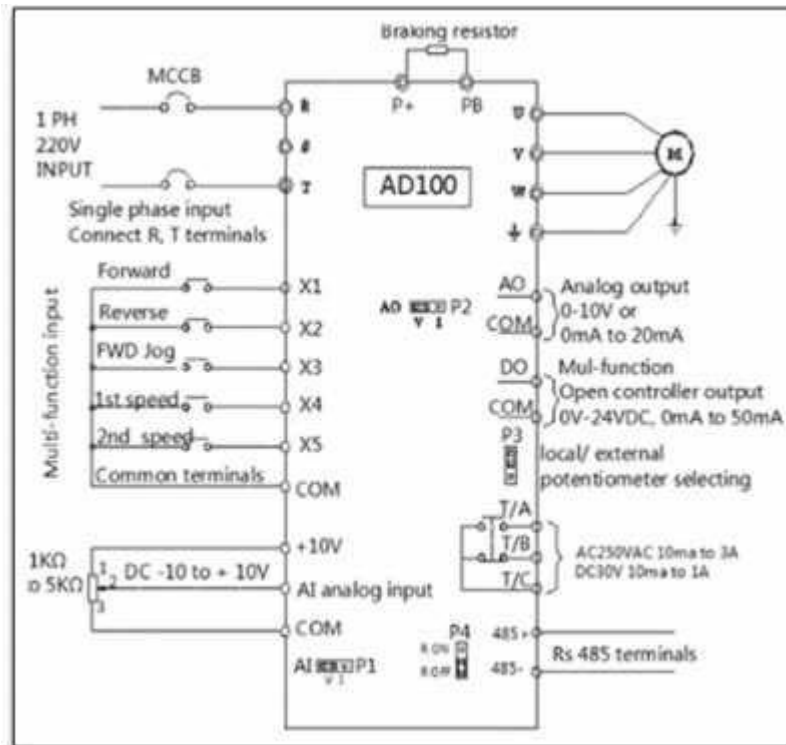 Braking resistor
MCCB
P+ PB
R
1 PH
220V
INPUT
S
T
U
V
W
M
AD100
Single phase input
Connect R, T terminals
Multi-function input
Forward
X1
Reverse
X2
FWD Jog
X3
1st speed
X4
2nd speed
X5
Common terminals
COM
AO P2
V I
AO
COM
Analog output
0-10V or
0mA to 20mA
DO
COM
Mul-function
Open controller output
0V-24VDC, 0mA to 50mA
P3
local/ external
potentiometer selecting
T/A
T/B
T/C
AC250VAC 10ma to 3A
DC30V 10ma to 1A
+10V
1KΩ
to 5KΩ
1
2
3
DC -10 to + 10V
AI analog input
COM
AI P1
V I
P4
R ON
R OFF
485+
485-
Rs 485 terminals